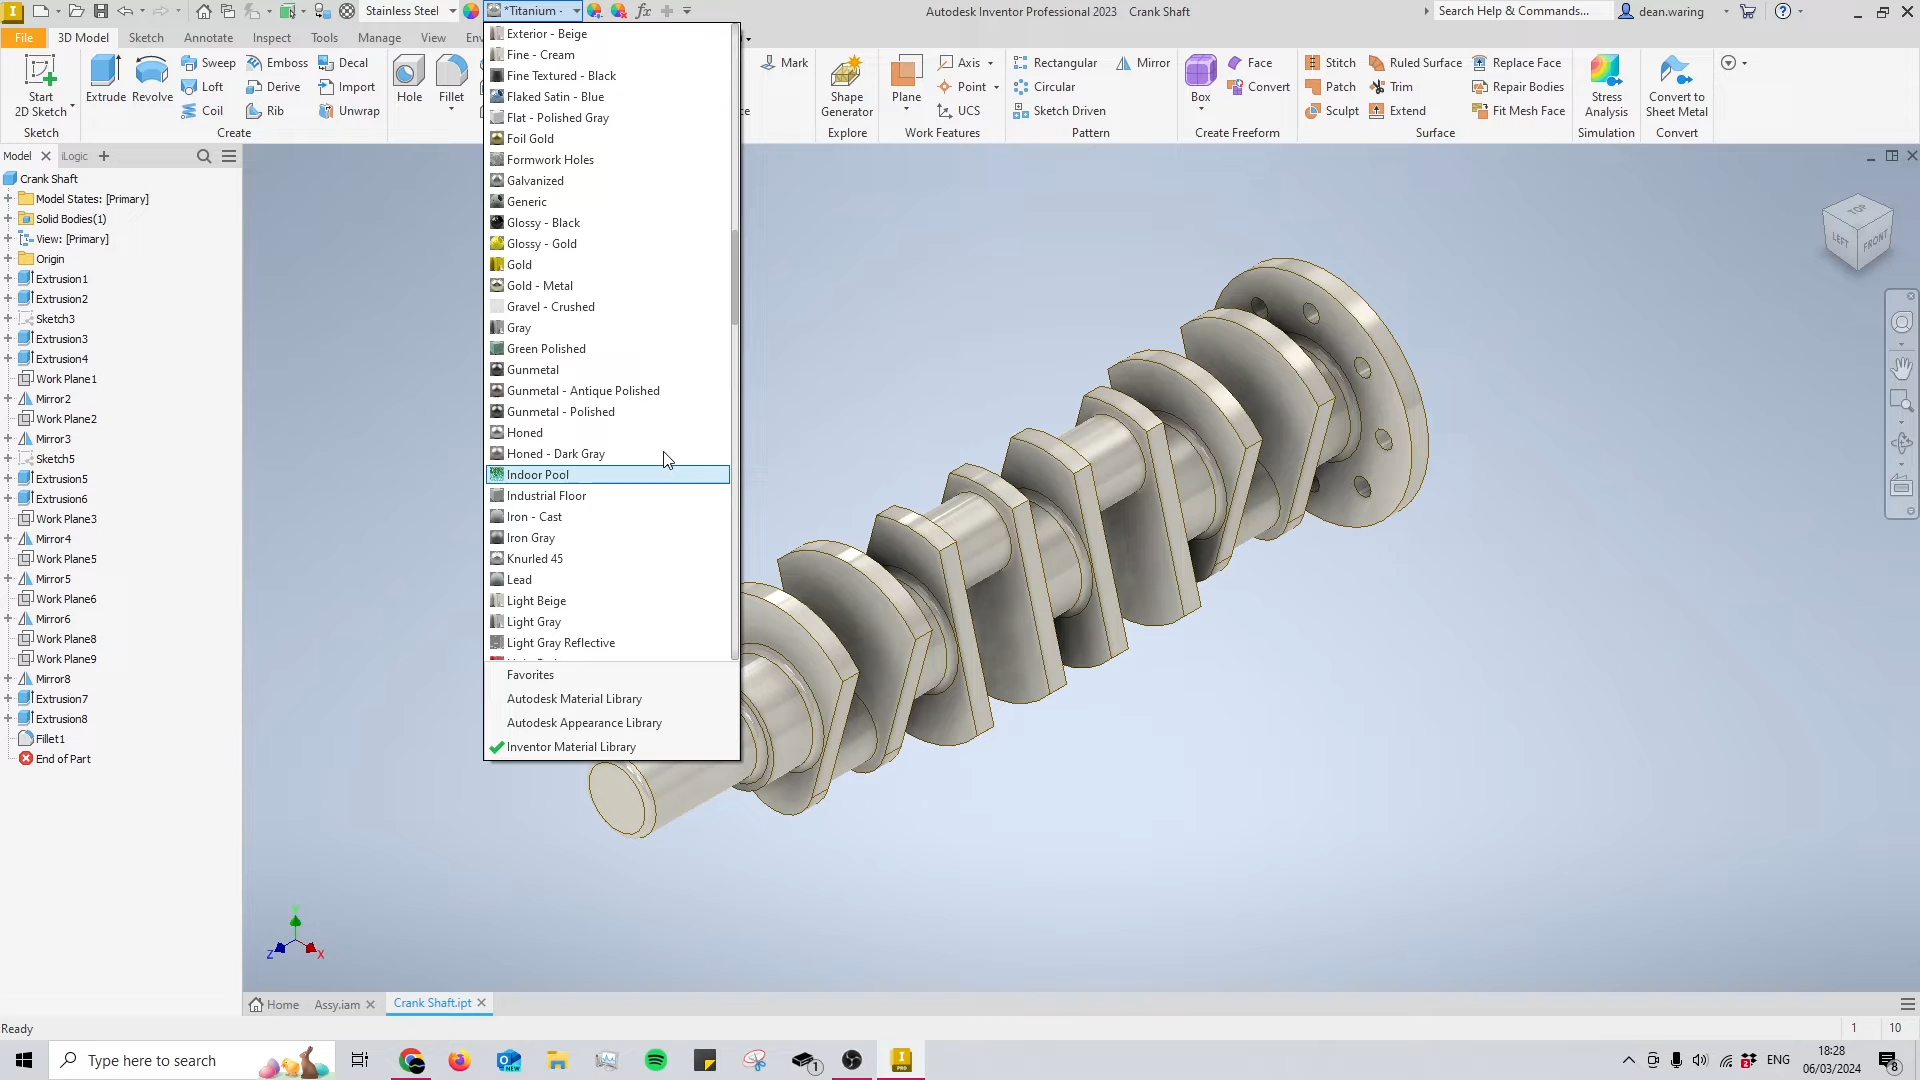 Stainless Steel
*Titanium -
fx
Autodesk Inventor Professional 2023 Crank Shaft
Search Help & Commands...
dean.waring
File
3D Model
Sketch
Annotate
Inspect
Tools
Manage
View
Start
2D Sketch
Sketch
Extrude
Revolve
Sweep
Loft
Coil
Emboss
Derive
Rib
Decal
Import
Unwrap
Create
Hole
Fillet
Mark
Shape
Generator
Explore
Plane
Axis
Point
UCS
Work Features
Rectangular
Circular
Sketch Driven
Mirror
Pattern
Box
Face
Convert
Create Freeform
Stitch
Patch
Sculpt
Ruled Surface
Trim
Extend
Replace Face
Repair Bodies
Fit Mesh Face
Surface
Stress
Analysis
Simulation
Convert to
Sheet Metal
Convert
Model
iLogic
Crank Shaft
Model States: [Primary]
Solid Bodies(1)
View: [Primary]
Origin
Extrusion1
Extrusion2
Sketch3
Extrusion3
Extrusion4
Work Plane1
Mirror2
Work Plane2
Mirror3
Sketch5
Extrusion5
Extrusion6
Work Plane3
Mirror4
Work Plane5
Mirror5
Work Plane6
Mirror6
Work Plane8
Work Plane9
Mirror8
Extrusion7
Extrusion8
Fillet1
End of Part
Exterior - Beige
Fine - Cream
Fine Textured - Black
Flaked Satin - Blue
Flat - Polished Gray
Foil Gold
Formwork Holes
Galvanized
Generic
Glossy - Black
Glossy - Gold
Gold
Gold - Metal
Gravel - Crushed
Gray
Green Polished
Gunmetal
Gunmetal - Antique Polished
Gunmetal - Polished
Honed
Honed - Dark Gray
Indoor Pool
Industrial Floor
Iron - Cast
Iron Gray
Knurled 45
Lead
Light Beige
Light Gray
Light Gray Reflective
Favorites
Autodesk Material Library
Autodesk Appearance Library
Inventor Material Library
TOP
LEFT
FRONT
Y
Z
X
Home
Assy.iam
Crank Shaft.ipt
Ready
1
10
Type here to search
ENG
18:28
06/03/2024
8